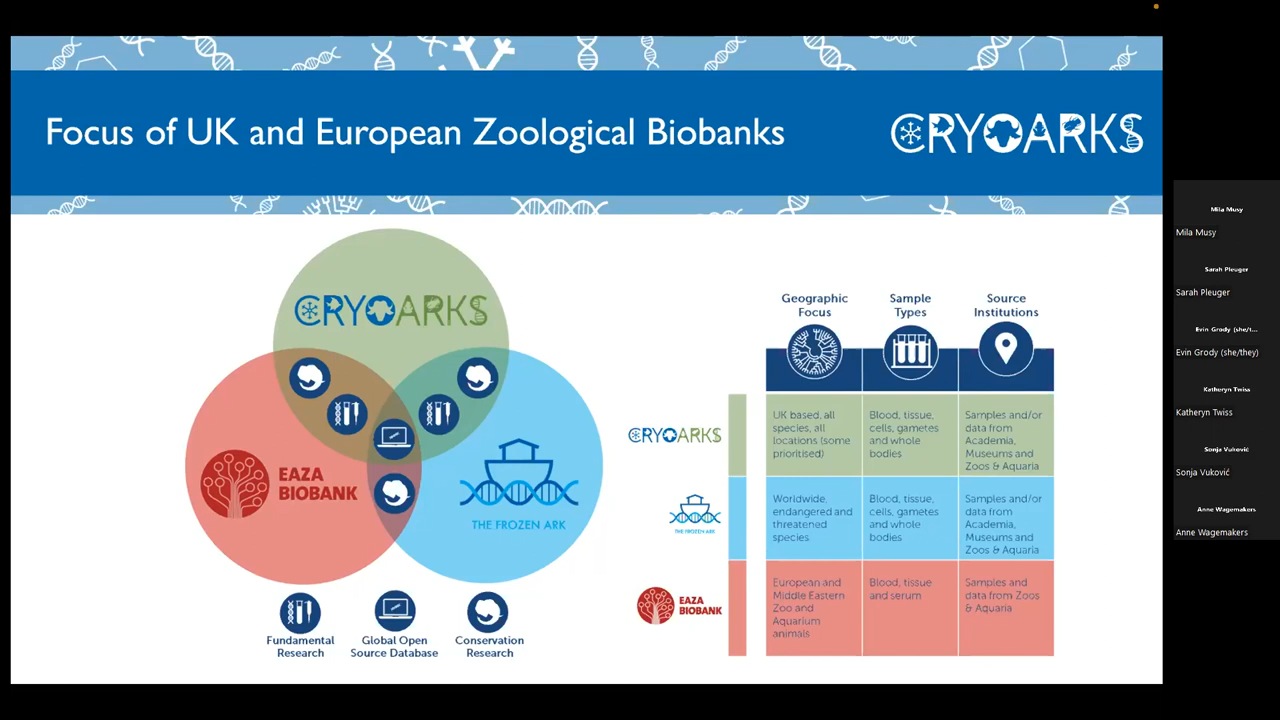 Focus of UK and European Zoological Biobanks
CRYOARKS
CRYOARKS
EAZA
BIOBANK
THE FROZEN ARK
Fundamental
Research
Global Open
Source Database
Conservation
Research
Geographic
Focus
Sample
Types
Source
Institutions
CRYOARKS
UK based, all
species, all
locations (some
prioritised)
Blood, tissue,
cells, gametes
and whole
bodies
Samples and/or
data from
Academia,
Museums and
Zoos & Aquaria
THE FROZEN ARK
Worldwide,
endangered and
threatened
species
Blood, tissue,
cells, gametes
and whole
bodies
Samples and/or
data from
Academia,
Museums and
Zoos & Aquaria
EAZA
BIOBANK
European and
Middle Eastern
Zoo and
Aquarium
animals
Blood, tissue
and serum
Samples and
data from Zoos
& Aquaria
Mila Musy
Mila Musy
Sarah Pleuger
Sarah Pleuger
Evin Grody (she/t...
Evin Grody (she/they)
Katheryn Twiss
Katheryn Twiss
Sonja Vuković
Sonja Vuković
Anne Wagemakers
Anne Wagemakers